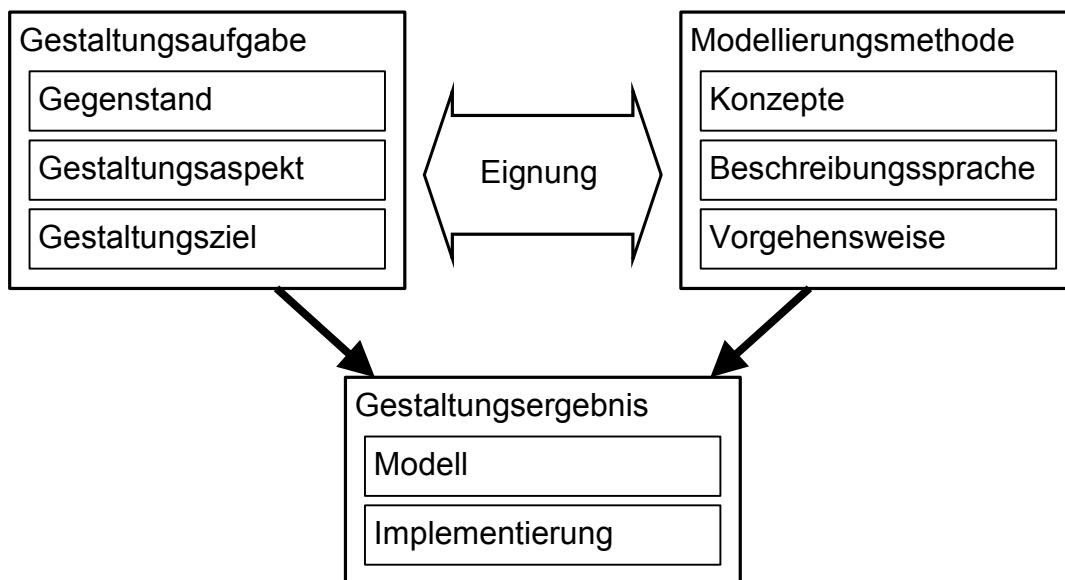 Gestaltungsaufgabe
Gegenstand
Gestaltungsaspekt
Gestaltungsziel
Eignung
Modellierungsmethode
Konzepte
Beschreibungssprache
Vorgehensweise
Gestaltungsergebnis
Modell
Implementierung